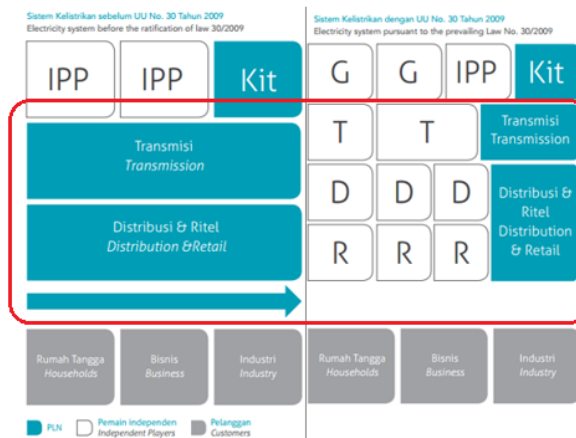 Sistem Kelistrikan sebelum UU No. 30 Tahun 2009
Electricity system before the ratification of law 30/2009
IPP
IPP
Kit
Transmisi
Transmission
Distribusi & Ritel
Distribution &Retail
Rumah Tangga
Households
Bisnis
Business
Industri
Industry
PLN
Pemain independen
Independent Players
Pelanggan
Customers
Sistem Kelistrikan dengan UU No. 30 Tahun 2009
Electricity system pursuant to the prevailing Law No. 30/2009
G
G
IPP
Kit
T
T
Transmisi
Transmission
D
D
D
Distribusi &
Ritel
Distribution
& Retail
R
R
R
Rumah Tangga
Households
Bisnis
Business
Industri
Industry